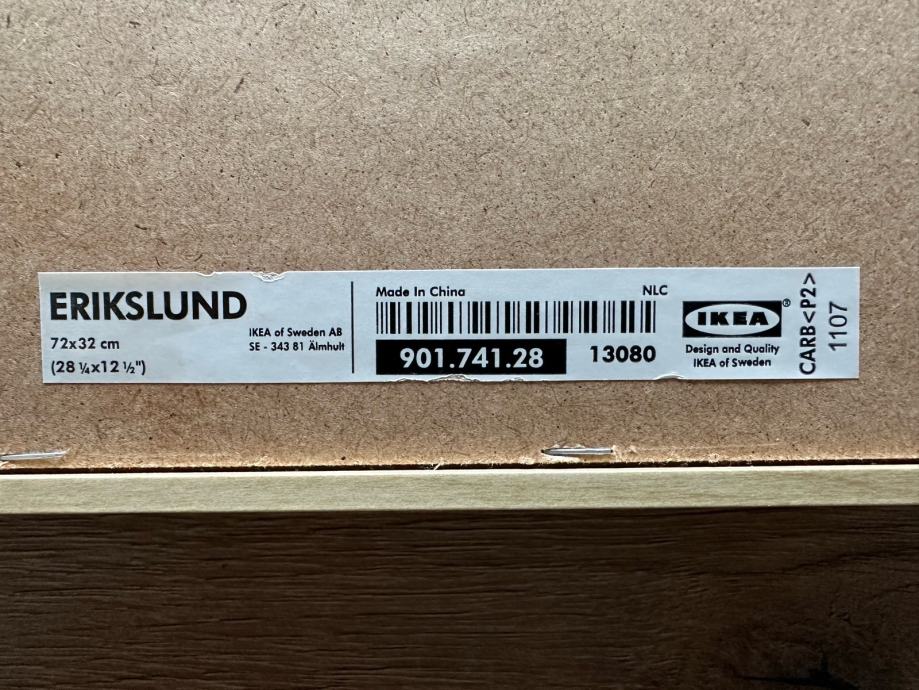 ERIKSLUND
72x32 cm
(28 ¼x12 ½")
IKEA of Sweden AB
SE - 343 81 Älmhult
Made In China
NLC
901.741.28
13080
IKEA®
Design and Quality
IKEA of Sweden
CARB<P2>
1107